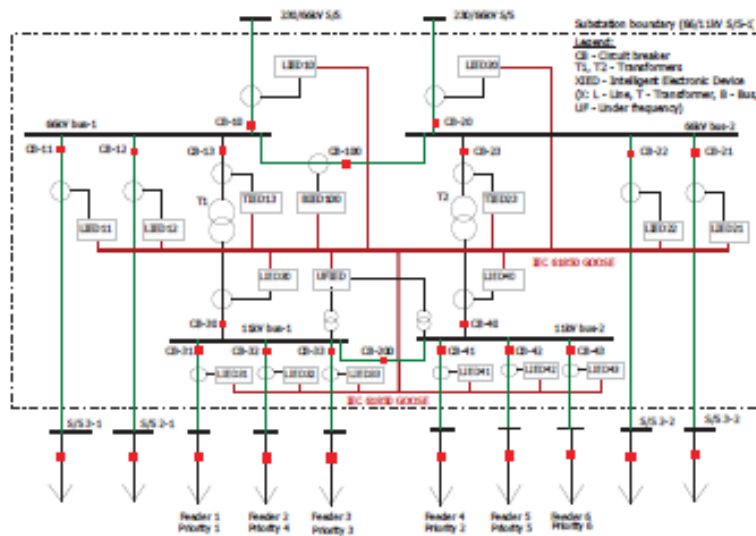 230/66kV S/S
230/66kV S/S
Substation boundary (66/11kV S/S-1)
Legend:
CB - Circuit breaker
T1, T2 - Transformers
XIED - Intelligent Electronic Device
(X: L - Line, T - Transformer, B - Bus,
UF - Under frequency)
LIED10
LIED20
CB-10
CB-20
66kV bus-1
66kV bus-2
CB-11
CB-12
CB-13
CB-100
CB-23
CB-22
CB-21
T1
T2
LIED11
LIED12
TIED13
BIED100
TIED23
LIED22
LIED21
IEC 61850 GOOSE
LIED30
UFIED
LIED40
CB-30
CB-40
11kV bus-1
11kV bus-2
CB-31
CB-32
CB-33
CB-200
CB-41
CB-42
CB-43
LIED31
LIED32
LIED33
LIED41
LIED42
LIED43
IEC 61850 GOOSE
S/S 3-1
S/S 2-1
S/S 3-2
S/S 3-2
Feeder 1
Priority 1
Feeder 2
Priority 4
Feeder 3
Priority 3
Feeder 4
Priority 2
Feeder 5
Priority 5
Feeder 6
Priority 6